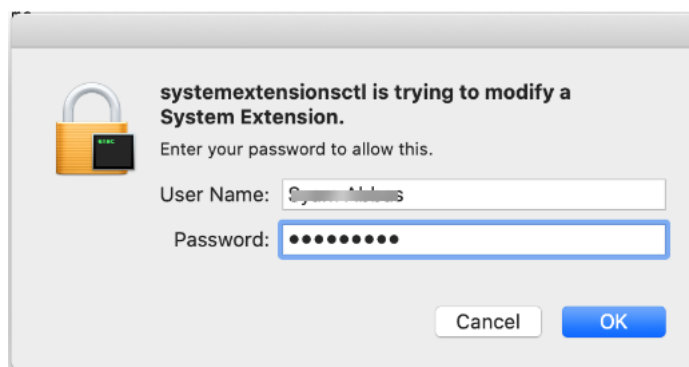 systemextensionsctl is trying to modify a
System Extension.
Enter your password to allow this.
User Name:
Password: ●●●●●●●●●
Cancel OK